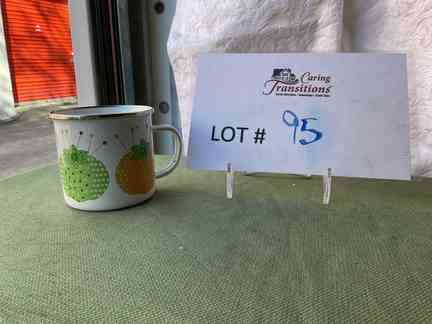 Caring
Transitions
LOT # 95